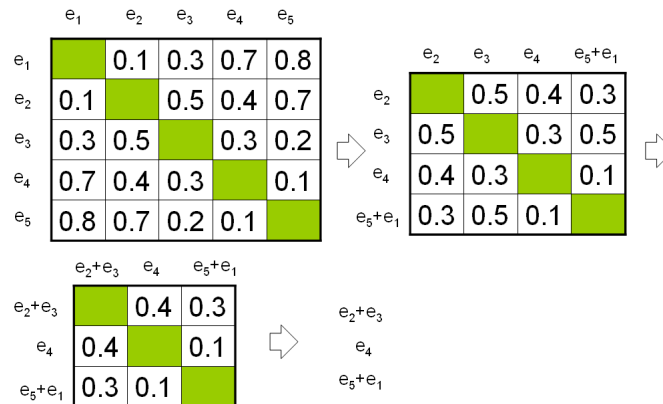 e₁ e₂ e₃ e₄ e₅
e₁ 0.1 0.3 0.7 0.8
e₂ 0.1 0.5 0.4 0.7
e₃ 0.3 0.5 0.3 0.2
e₄ 0.7 0.4 0.3 0.1
e₅ 0.8 0.7 0.2 0.1
e₂ e₃ e₄ e₅+e₁
e₂ 0.5 0.4 0.3
e₃ 0.5 0.3 0.5
e₄ 0.4 0.3 0.1
e₅+e₁ 0.3 0.5 0.1
e₂+e₃ e₄ e₅+e₁
e₂+e₃ 0.4 0.3
e₄ 0.4 0.1
e₅+e₁ 0.3 0.1
e₂+e₃
e₄
e₅+e₁